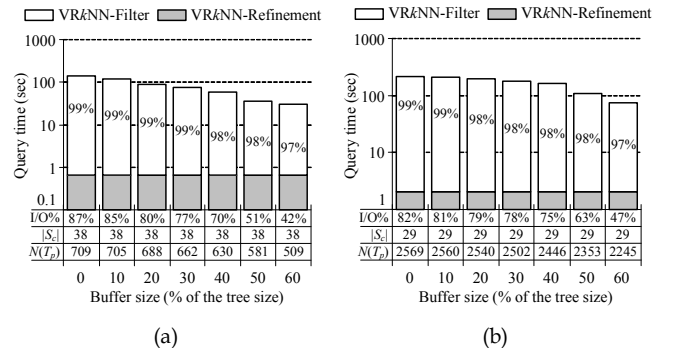 VRkNN-Filter VRkNN-Refinement
Query time (sec)
1000
100
10
1
0.1
99% 99% 99% 99% 98% 98% 97%
I/O% 87% 85% 80% 77% 70% 51% 42%
|Sc| 38 38 38 38 38 38 38
N(Tp) 709 705 688 662 630 581 509
0 10 20 30 40 50 60
Buffer size (% of the tree size)
(a)
VRkNN-Filter VRkNN-Refinement
Query time (sec)
1000
100
10
1
99% 99% 98% 98% 98% 98% 97%
I/O% 82% 81% 79% 78% 75% 63% 47%
|Sc| 29 29 29 29 29 29 29
N(Tp) 2569 2560 2540 2502 2446 2353 2245
0 10 20 30 40 50 60
Buffer size (% of the tree size)
(b)